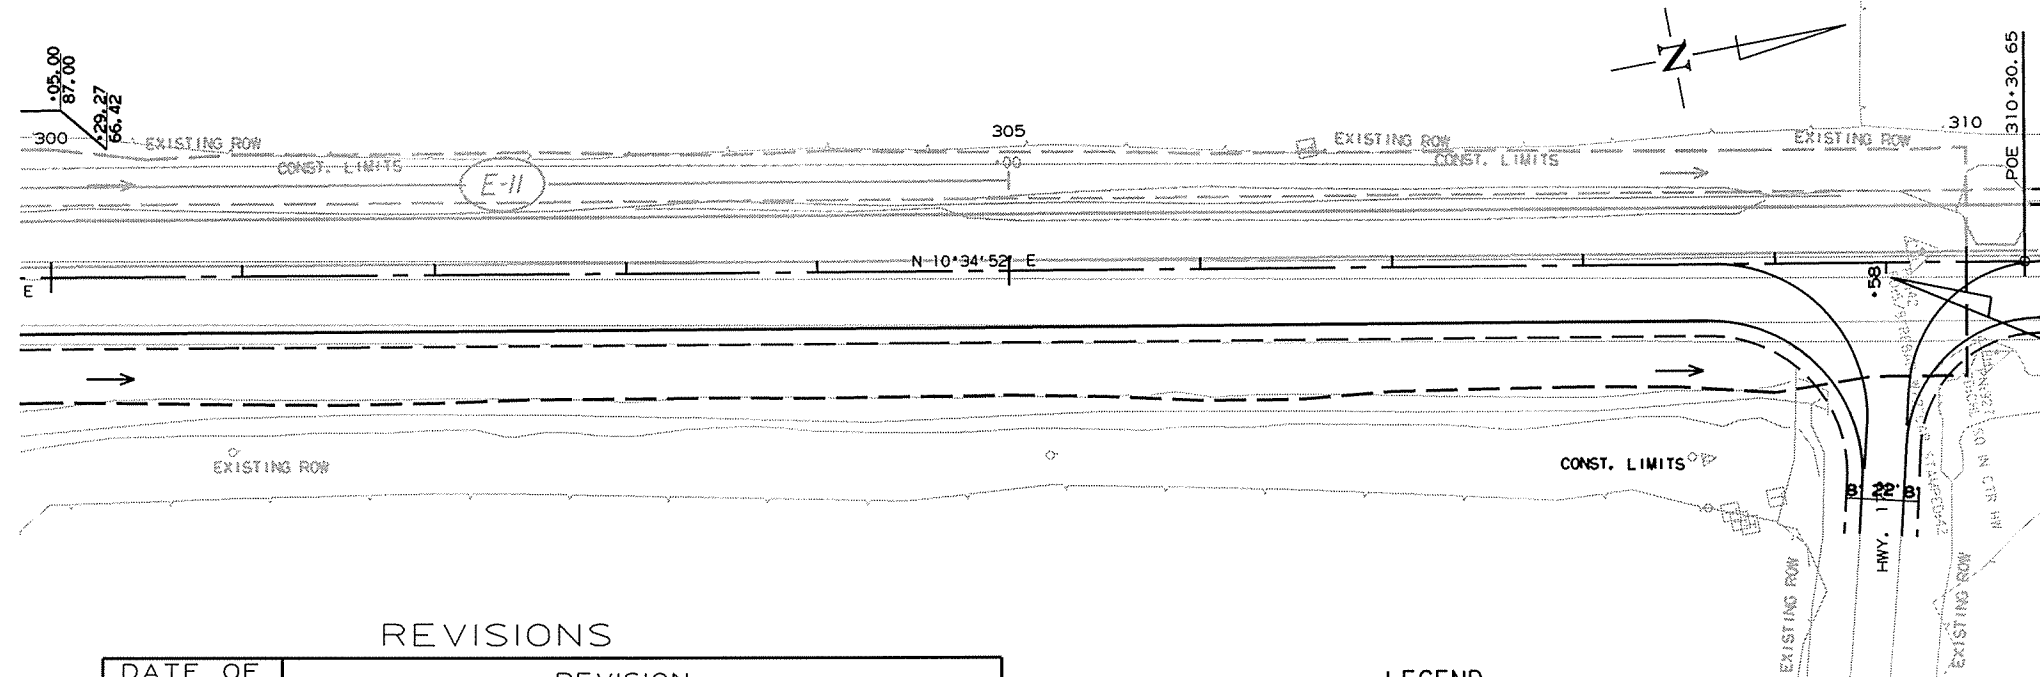 +05.00
87.00
+29.27
66.42
300
EXISTING ROW
CONST. LIMITS
E-11
305
+00
EXISTING ROW
CONST. LIMITS
EXISTING ROW
310
POE 310+30.65
N
N 10°34'52" E
E
+58
EXISTING ROW
CONST. LIMITS
8' 22' 8'
HWY.
EXISTING ROW
EXISTING ROW
REVISIONS
DATE OF
REVISION
LEGEND